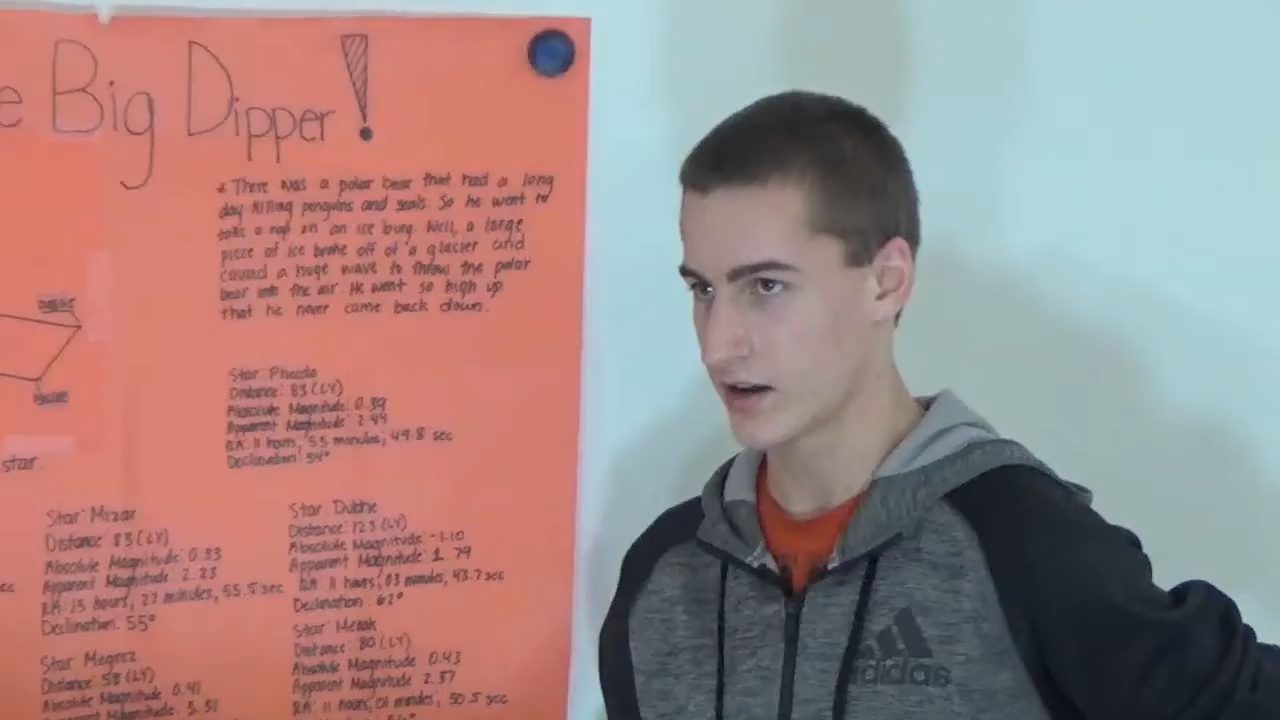 e Big Dipper!
* There was a polar bear that had a long
day killing penguins and seals. So he went to
take a nap on an ice burg. Well, a large
piece of ice broke off of a glacier and
caused a huge wave to throw the polar
bear into the air. He went so high up
that he never came back down.
Star:
Distance: 83 (LY)
Absolute Magnitude: 0.39
Apparent Magnitude: 2.44
RA: 11 hours, 53 minutes, 49.8 sec
Declination: 54°
star.
Star: Mizar
Distance: 83 (LY)
Absolute Magnitude: 0.33
Apparent Magnitude: 2.23
RA: 13 hours, 23 minutes, 55.5 sec
Declination: 55°
Star: Megrez
Distance: 58 (LY)
Absolute Magnitude:
Apparent Magnitude:
sec
Star: Dubhe
Distance: 123 (LY)
Absolute Magnitude: -1.10
Apparent Magnitude: 1.79
RA: 11 hours, 03 minutes, 43.7 sec
Declination: 62°
Star: Merak
Distance: 80 (LY)
Absolute Magnitude: 0.43
Apparent Magnitude: 2.37
RA: 11 hours, 01 minutes, 50.5 sec
adidas